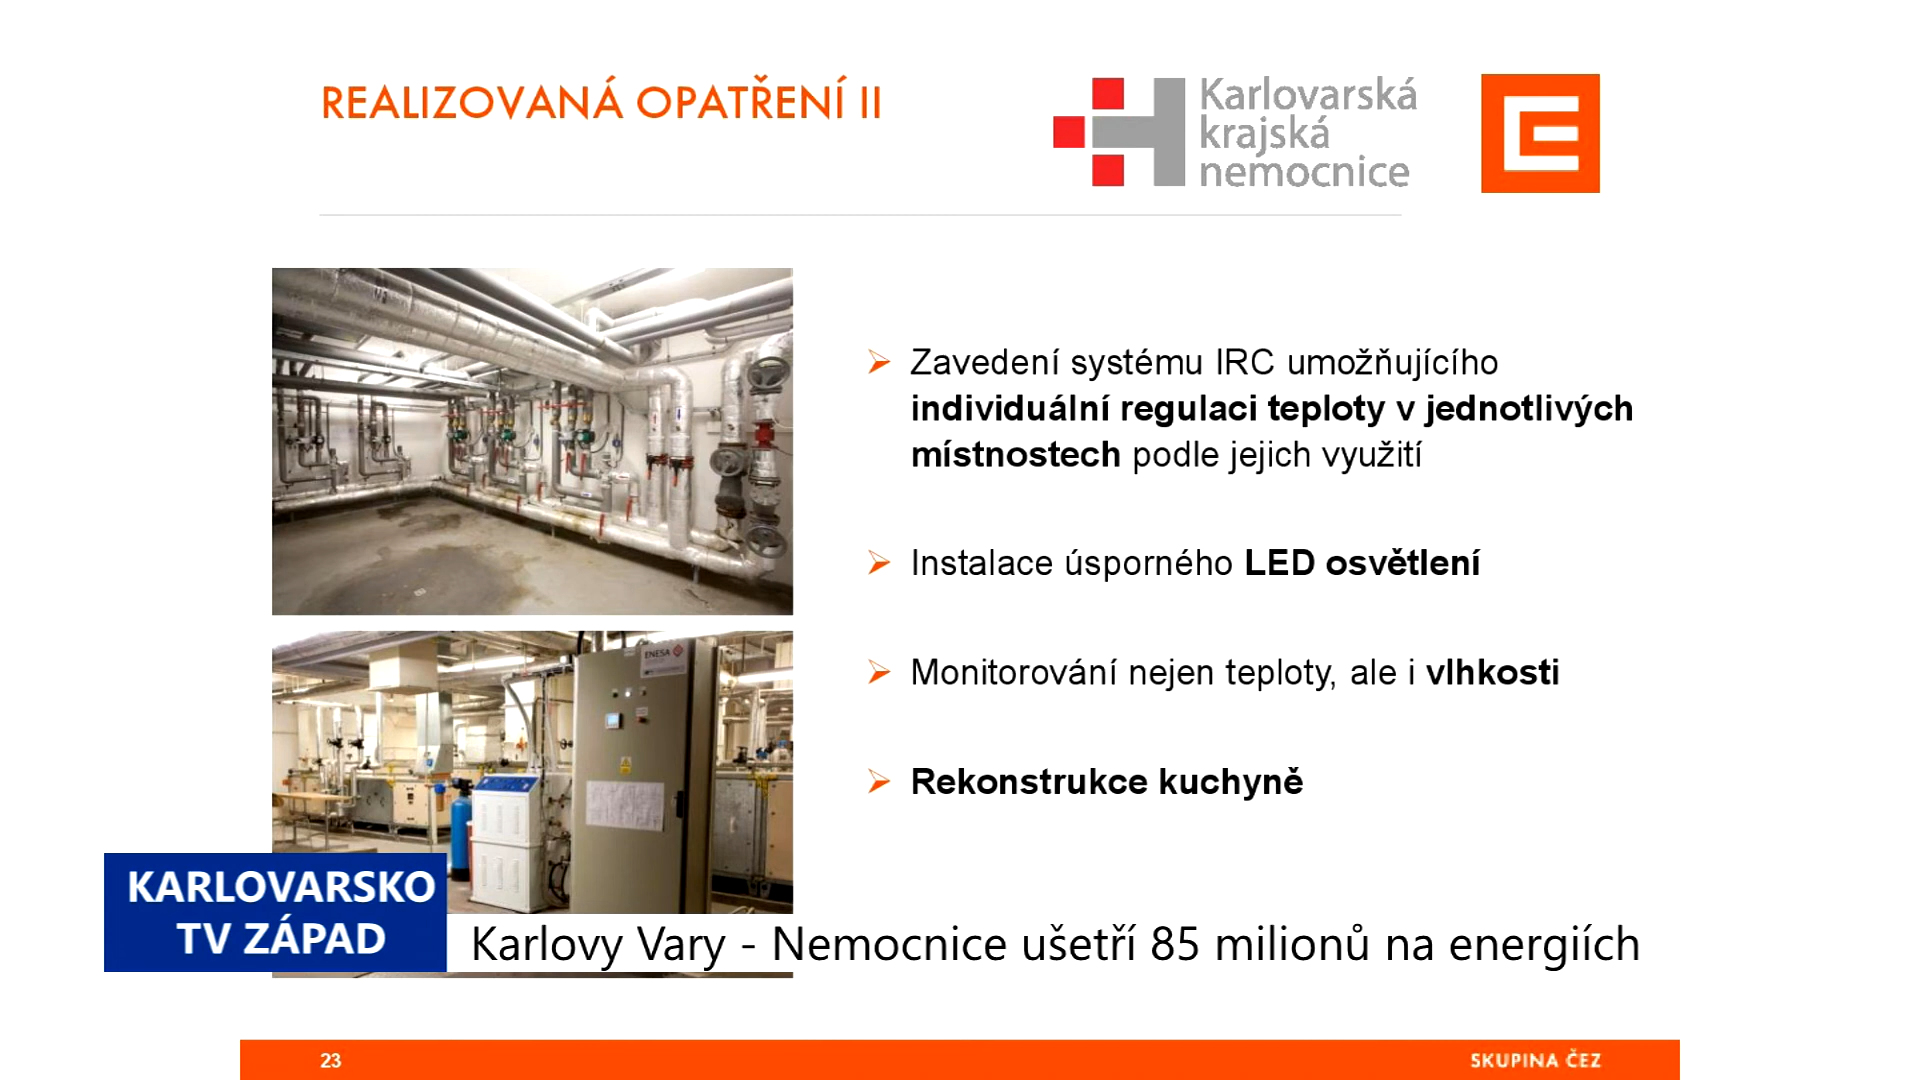 REALIZOVANÁ OPATŘENÍ II
Karlovarská
krajská
nemocnice
Zavedení systému IRC umožňujícího
individuální regulaci teploty v jednotlivých
místnostech podle jejich využití
Instalace úsporného LED osvětlení
Monitorování nejen teploty, ale i vlhkosti
Rekonstrukce kuchyně
ENESA
KARLOVARSKO
TV ZÁPAD
Karlovy Vary - Nemocnice ušetří 85 milionů na energiích
23
SKUPINA ČEZ